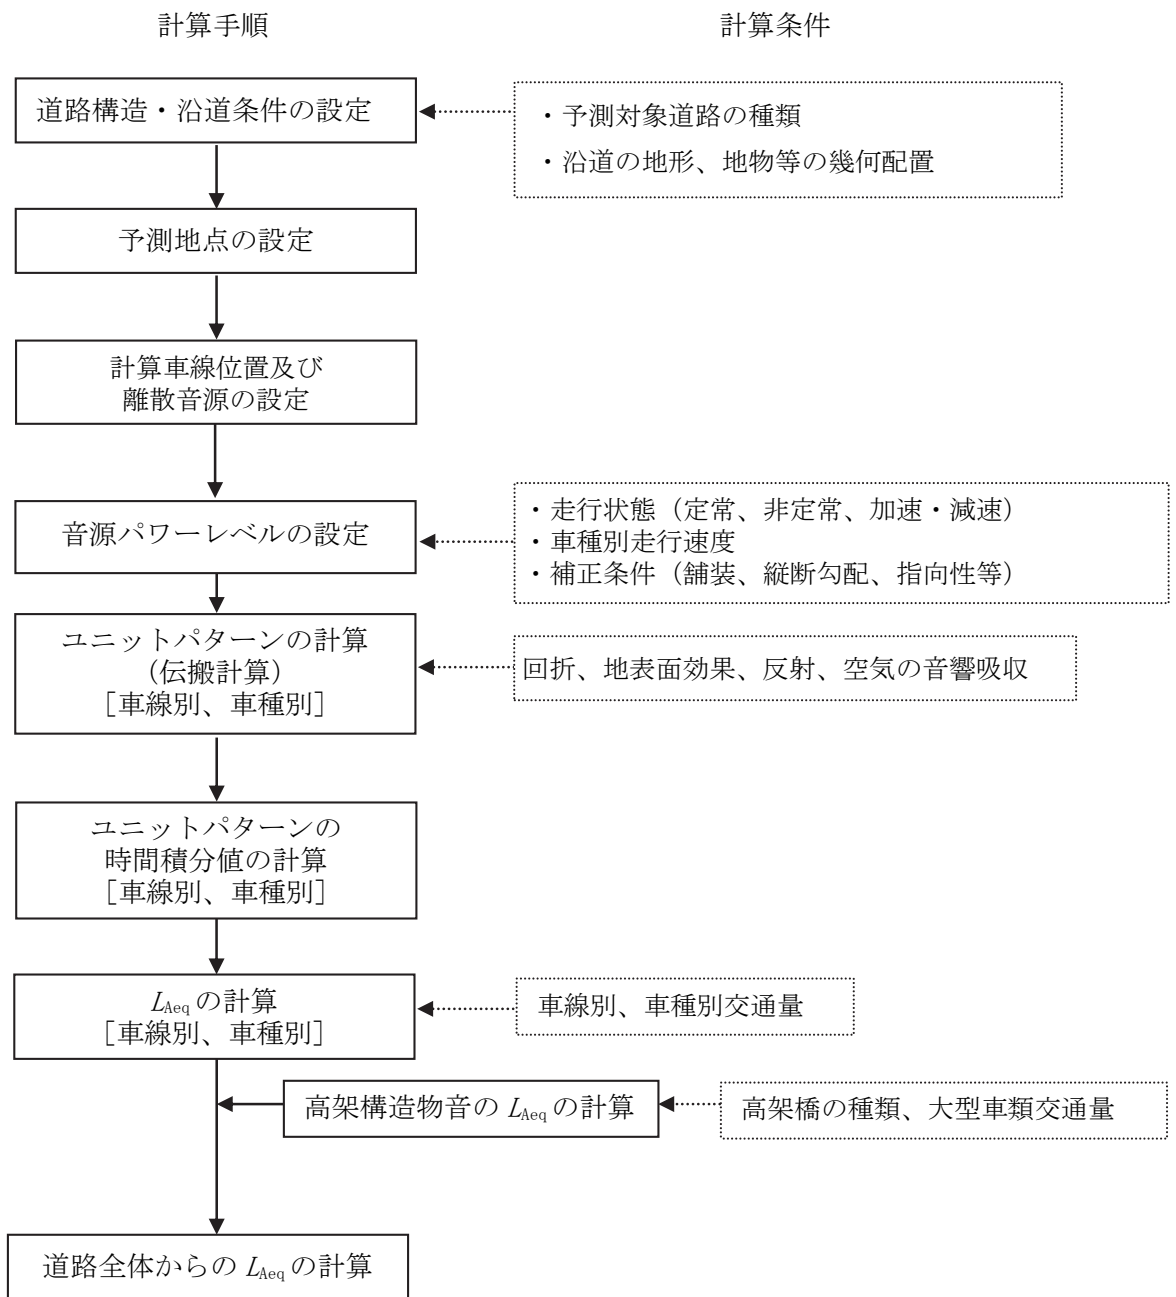 計算手順
計算条件
道路構造・沿道条件の設定
・予測対象道路の種類
・沿道の地形、地物等の幾何配置
予測地点の設定
計算車線位置及び
離散音源の設定
音源パワーレベルの設定
・走行状態（定常、非定常、加速・減速）
・車種別走行速度
・補正条件（舗装、縦断勾配、指向性等）
ユニットパターンの計算
（伝搬計算）
［車線別、車種別］
回折、地表面効果、反射、空気の音響吸収
ユニットパターンの
時間積分値の計算
［車線別、車種別］
LAeq の計算
［車線別、車種別］
車線別、車種別交通量
高架構造物音の LAeq の計算
高架橋の種類、大型車類交通量
道路全体からの LAeq の計算